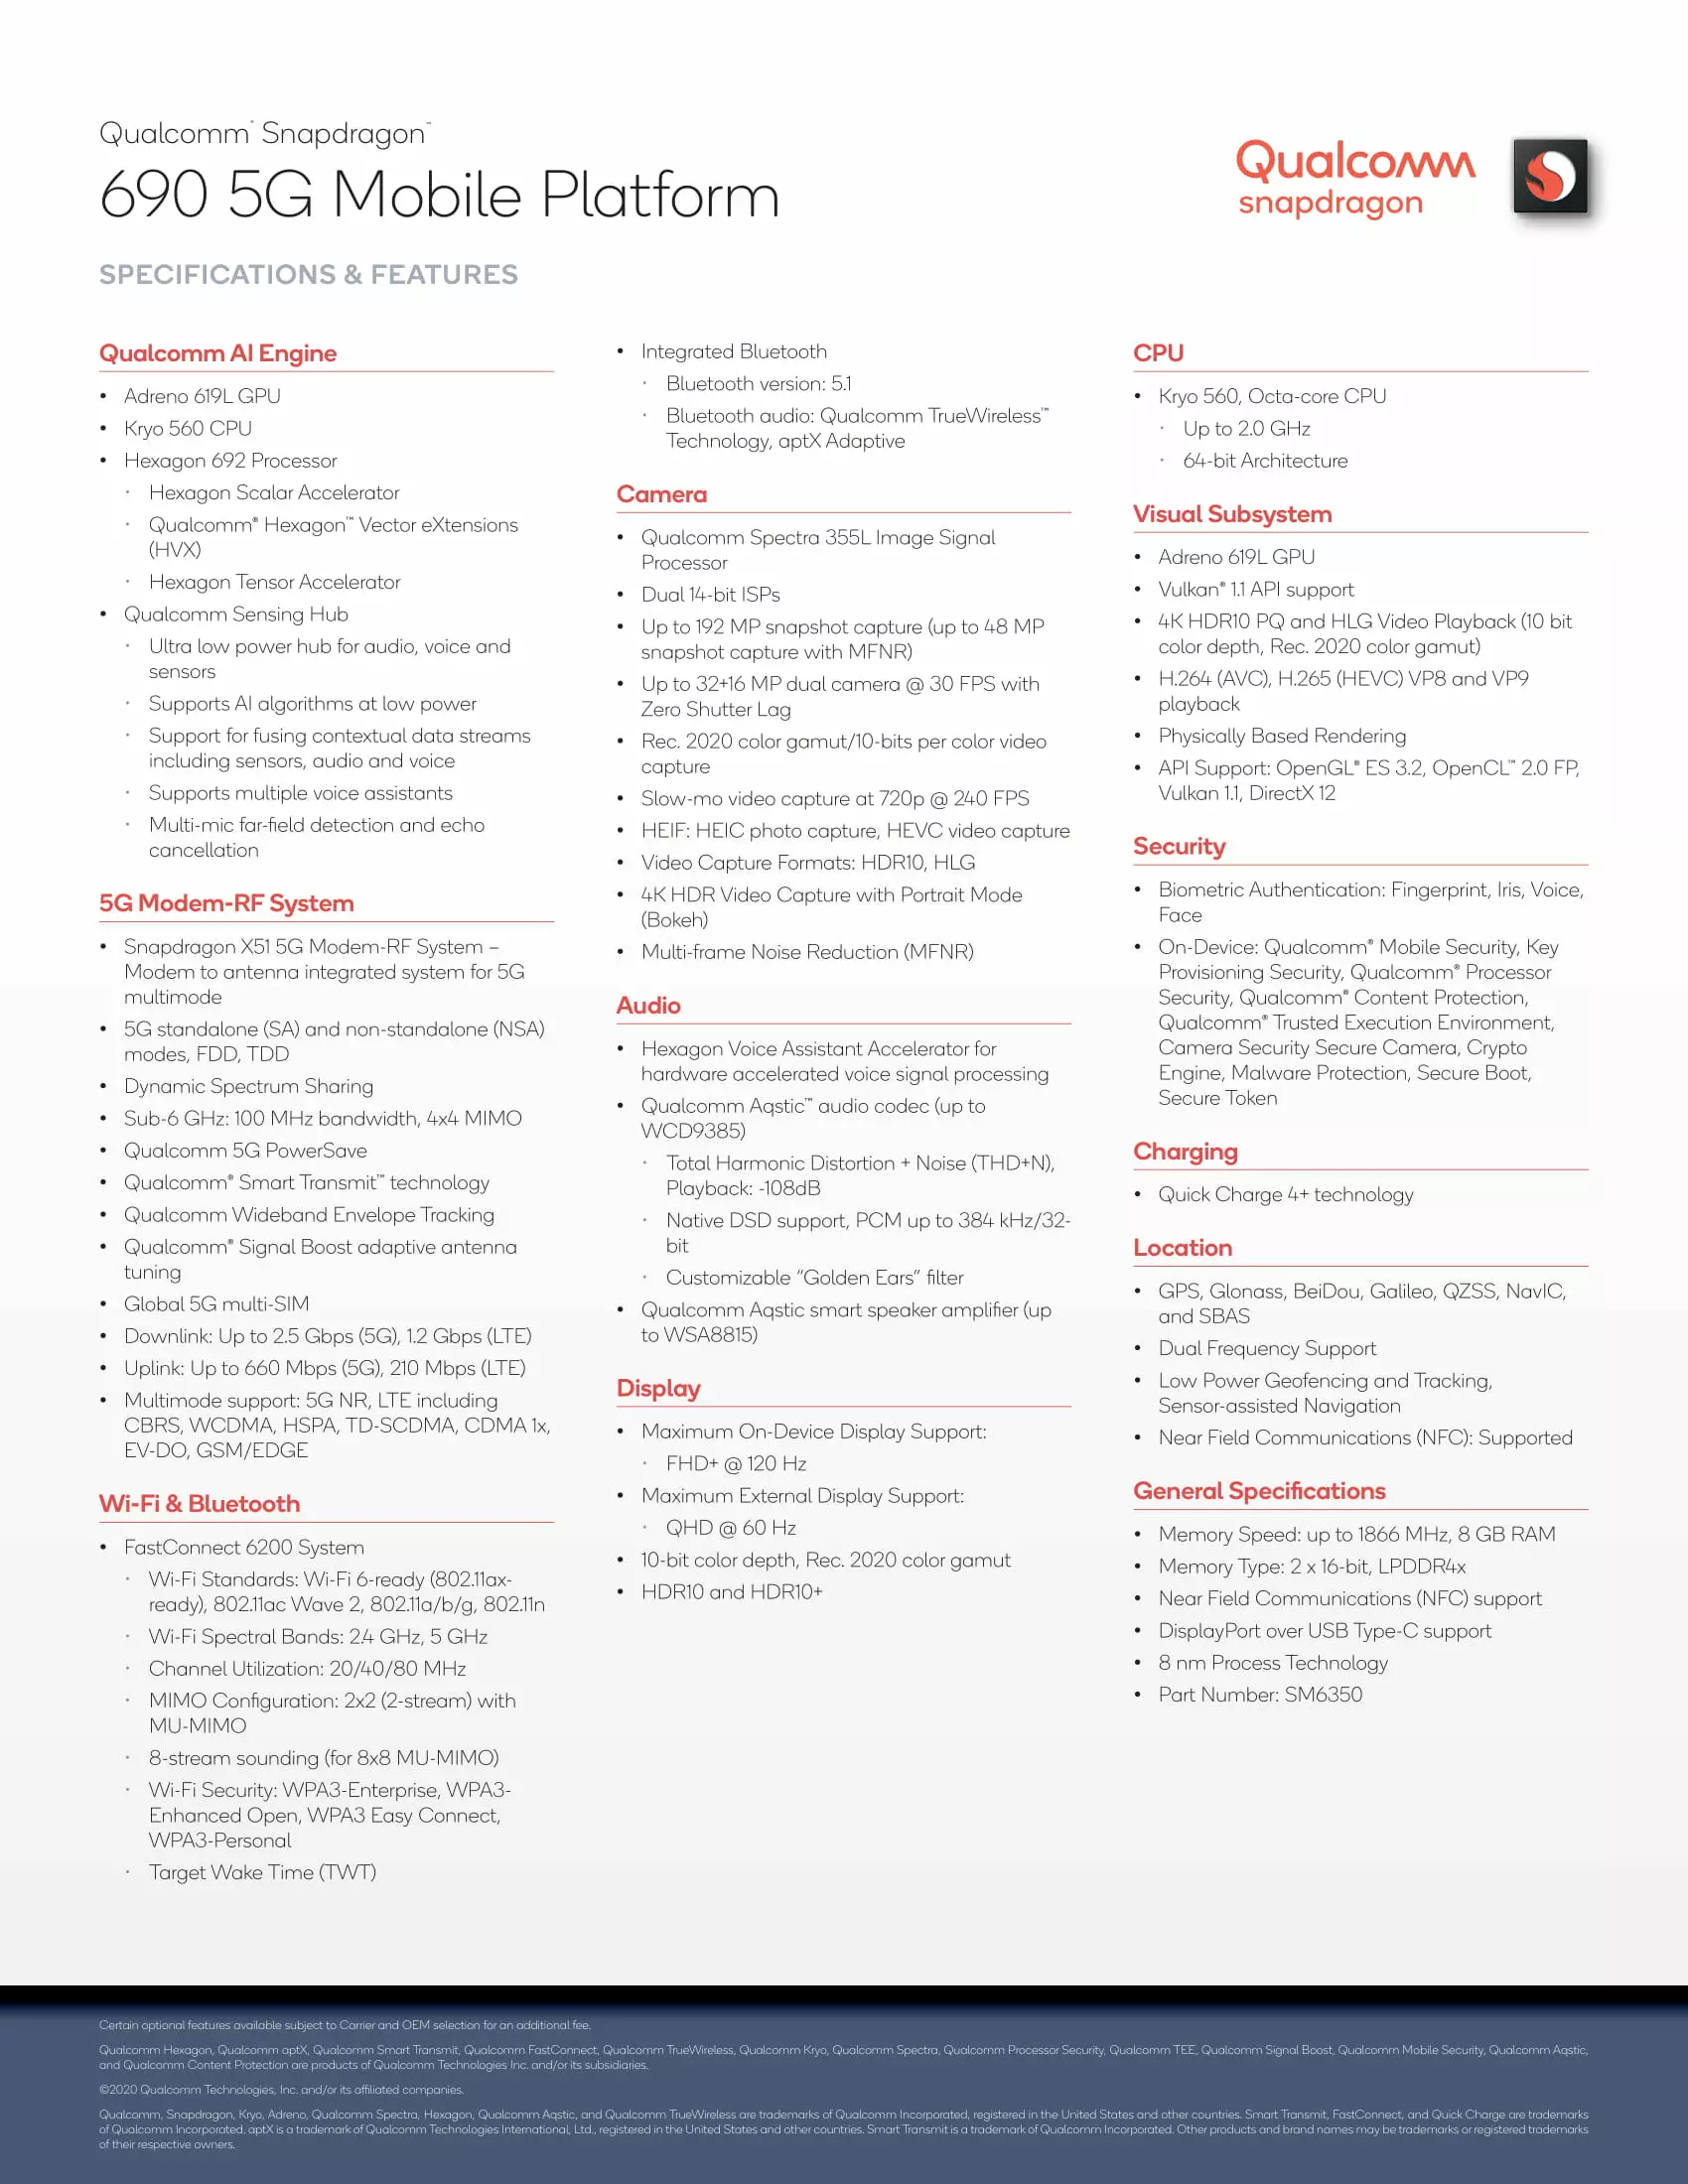 Qualcomm® Snapdragon™
690 5G Mobile Platform
Qualcomm
snapdragon
SPECIFICATIONS & FEATURES
Qualcomm AI Engine
• Adreno 619L GPU
• Kryo 560 CPU
• Hexagon 692 Processor
· Hexagon Scalar Accelerator
· Qualcomm® Hexagon™ Vector eXtensions
(HVX)
· Hexagon Tensor Accelerator
• Qualcomm Sensing Hub
· Ultra low power hub for audio, voice and
sensors
· Supports AI algorithms at low power
· Support for fusing contextual data streams
including sensors, audio and voice
· Supports multiple voice assistants
· Multi-mic far-field detection and echo
cancellation
5G Modem-RF System
• Snapdragon X51 5G Modem-RF System –
Modem to antenna integrated system for 5G
multimode
• 5G standalone (SA) and non-standalone (NSA)
modes, FDD, TDD
• Dynamic Spectrum Sharing
• Sub-6 GHz: 100 MHz bandwidth, 4x4 MIMO
• Qualcomm 5G PowerSave
• Qualcomm® Smart Transmit™ technology
• Qualcomm Wideband Envelope Tracking
• Qualcomm® Signal Boost adaptive antenna
tuning
• Global 5G multi-SIM
• Downlink: Up to 2.5 Gbps (5G), 1.2 Gbps (LTE)
• Uplink: Up to 660 Mbps (5G), 210 Mbps (LTE)
• Multimode support: 5G NR, LTE including
CBRS, WCDMA, HSPA, TD-SCDMA, CDMA 1x,
EV-DO, GSM/EDGE
Wi-Fi & Bluetooth
• FastConnect 6200 System
· Wi-Fi Standards: Wi-Fi 6-ready (802.11ax-
ready), 802.11ac Wave 2, 802.11a/b/g, 802.11n
· Wi-Fi Spectral Bands: 2.4 GHz, 5 GHz
· Channel Utilization: 20/40/80 MHz
· MIMO Configuration: 2x2 (2-stream) with
MU-MIMO
· 8-stream sounding (for 8x8 MU-MIMO)
· Wi-Fi Security: WPA3-Enterprise, WPA3-
Enhanced Open, WPA3 Easy Connect,
WPA3-Personal
· Target Wake Time (TWT)
• Integrated Bluetooth
· Bluetooth version: 5.1
· Bluetooth audio: Qualcomm TrueWireless™
Technology, aptX Adaptive
Camera
• Qualcomm Spectra 355L Image Signal
Processor
• Dual 14-bit ISPs
• Up to 192 MP snapshot capture (up to 48 MP
snapshot capture with MFNR)
• Up to 32+16 MP dual camera @ 30 FPS with
Zero Shutter Lag
• Rec. 2020 color gamut/10-bits per color video
capture
• Slow-mo video capture at 720p @ 240 FPS
• HEIF: HEIC photo capture, HEVC video capture
• Video Capture Formats: HDR10, HLG
• 4K HDR Video Capture with Portrait Mode
(Bokeh)
• Multi-frame Noise Reduction (MFNR)
Audio
• Hexagon Voice Assistant Accelerator for
hardware accelerated voice signal processing
• Qualcomm Aqstic™ audio codec (up to
WCD9385)
· Total Harmonic Distortion + Noise (THD+N),
Playback: -108dB
· Native DSD support, PCM up to 384 kHz/32-
bit
· Customizable “Golden Ears” filter
• Qualcomm Aqstic smart speaker amplifier (up
to WSA8815)
Display
• Maximum On-Device Display Support:
· FHD+ @ 120 Hz
• Maximum External Display Support:
· QHD @ 60 Hz
• 10-bit color depth, Rec. 2020 color gamut
• HDR10 and HDR10+
CPU
• Kryo 560, Octa-core CPU
· Up to 2.0 GHz
· 64-bit Architecture
Visual Subsystem
• Adreno 619L GPU
• Vulkan® 1.1 API support
• 4K HDR10 PQ and HLG Video Playback (10 bit
color depth, Rec. 2020 color gamut)
• H.264 (AVC), H.265 (HEVC) VP8 and VP9
playback
• Physically Based Rendering
• API Support: OpenGL® ES 3.2, OpenCL™ 2.0 FP,
Vulkan 1.1, DirectX 12
Security
• Biometric Authentication: Fingerprint, Iris, Voice,
Face
• On-Device: Qualcomm® Mobile Security, Key
Provisioning Security, Qualcomm® Processor
Security, Qualcomm® Content Protection,
Qualcomm® Trusted Execution Environment,
Camera Security Secure Camera, Crypto
Engine, Malware Protection, Secure Boot,
Secure Token
Charging
• Quick Charge 4+ technology
Location
• GPS, Glonass, BeiDou, Galileo, QZSS, NavIC,
and SBAS
• Dual Frequency Support
• Low Power Geofencing and Tracking,
Sensor-assisted Navigation
• Near Field Communications (NFC): Supported
General Specifications
• Memory Speed: up to 1866 MHz, 8 GB RAM
• Memory Type: 2 x 16-bit, LPDDR4x
• Near Field Communications (NFC) support
• DisplayPort over USB Type-C support
• 8 nm Process Technology
• Part Number: SM6350
Certain optional features available subject to Carrier and OEM selection for an additional fee.
Qualcomm Hexagon, Qualcomm aptX, Qualcomm Smart Transmit, Qualcomm FastConnect, Qualcomm TrueWireless, Qualcomm Kryo, Qualcomm Spectra, Qualcomm Processor Security, Qualcomm TEE, Qualcomm Signal Boost, Qualcomm Mobile Security, Qualcomm Aqstic,
and Qualcomm Content Protection are products of Qualcomm Technologies Inc. and/or its subsidiaries.
©2020 Qualcomm Technologies, Inc. and/or its affiliated companies.
Qualcomm, Snapdragon, Kryo, Adreno, Qualcomm Spectra, Hexagon, Qualcomm Aqstic, and Qualcomm TrueWireless are trademarks of Qualcomm Incorporated, registered in the United States and other countries. Smart Transmit, FastConnect, and Quick Charge are trademarks
of Qualcomm Incorporated. aptX is a trademark of Qualcomm Technologies International, Ltd., registered in the United States and other countries. Smart Transmit is a trademark of Qualcomm Incorporated. Other products and brand names may be trademarks or registered trademarks
of their respective owners.